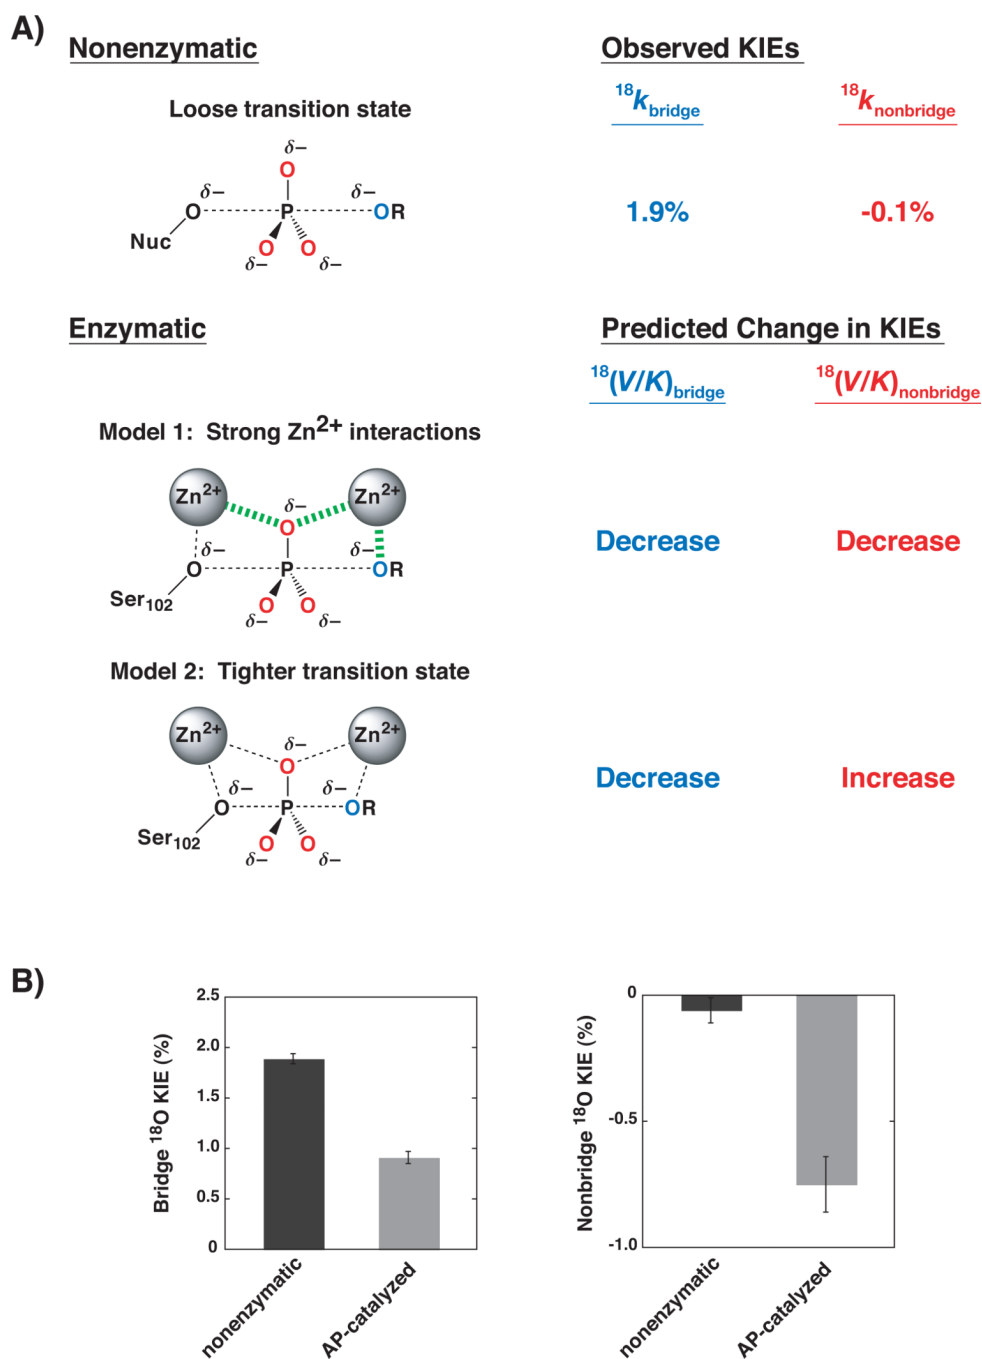 A)
Nonenzymatic
Observed KIEs
Loose transition state
18kbridge
18knonbridge
δ−
O
δ−
δ−
O
P
OR
1.9%
-0.1%
Nuc
O
O
δ−
δ−
Enzymatic
Predicted Change in KIEs
18(V/K)bridge
18(V/K)nonbridge
Model 1: Strong Zn2+ interactions
Zn2+
Zn2+
δ−
O
δ−
δ−
Decrease
Decrease
O
P
OR
Ser102
O
O
δ−
δ−
Model 2: Tighter transition state
Zn2+
Zn2+
δ−
O
δ−
δ−
Decrease
Increase
O
P
OR
Ser102
O
O
δ−
δ−
B)
Bridge 18O KIE (%)
2.5
2.0
1.5
1.0
0.5
0
nonenzymatic
AP-catalyzed
Nonbridge 18O KIE (%)
0
-0.5
-1.0
nonenzymatic
AP-catalyzed